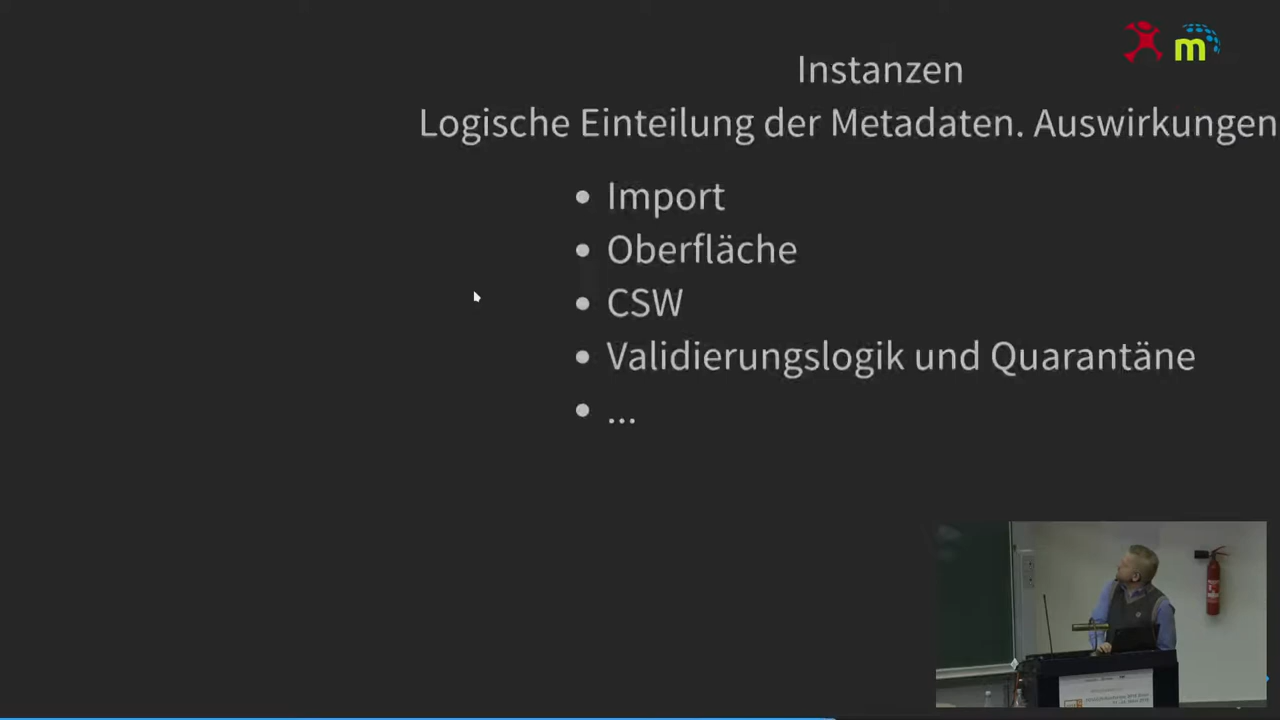 m
Instanzen
Logische Einteilung der Metadaten. Auswirkungen
Import
Oberfläche
CSW
Validierungslogik und Quarantäne
...